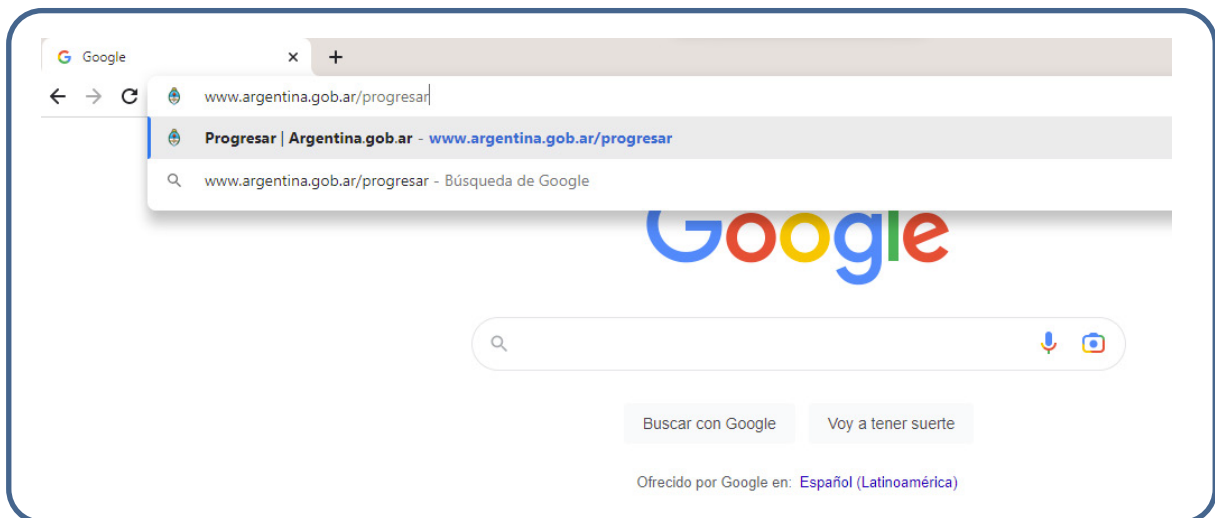 Google
www.argentina.gob.ar/progresar
Progresar | Argentina.gob.ar - www.argentina.gob.ar/progresar
www.argentina.gob.ar/progresar - Búsqueda de Google
Google
Buscar con Google Voy a tener suerte
Ofrecido por Google en: Español (Latinoamérica)